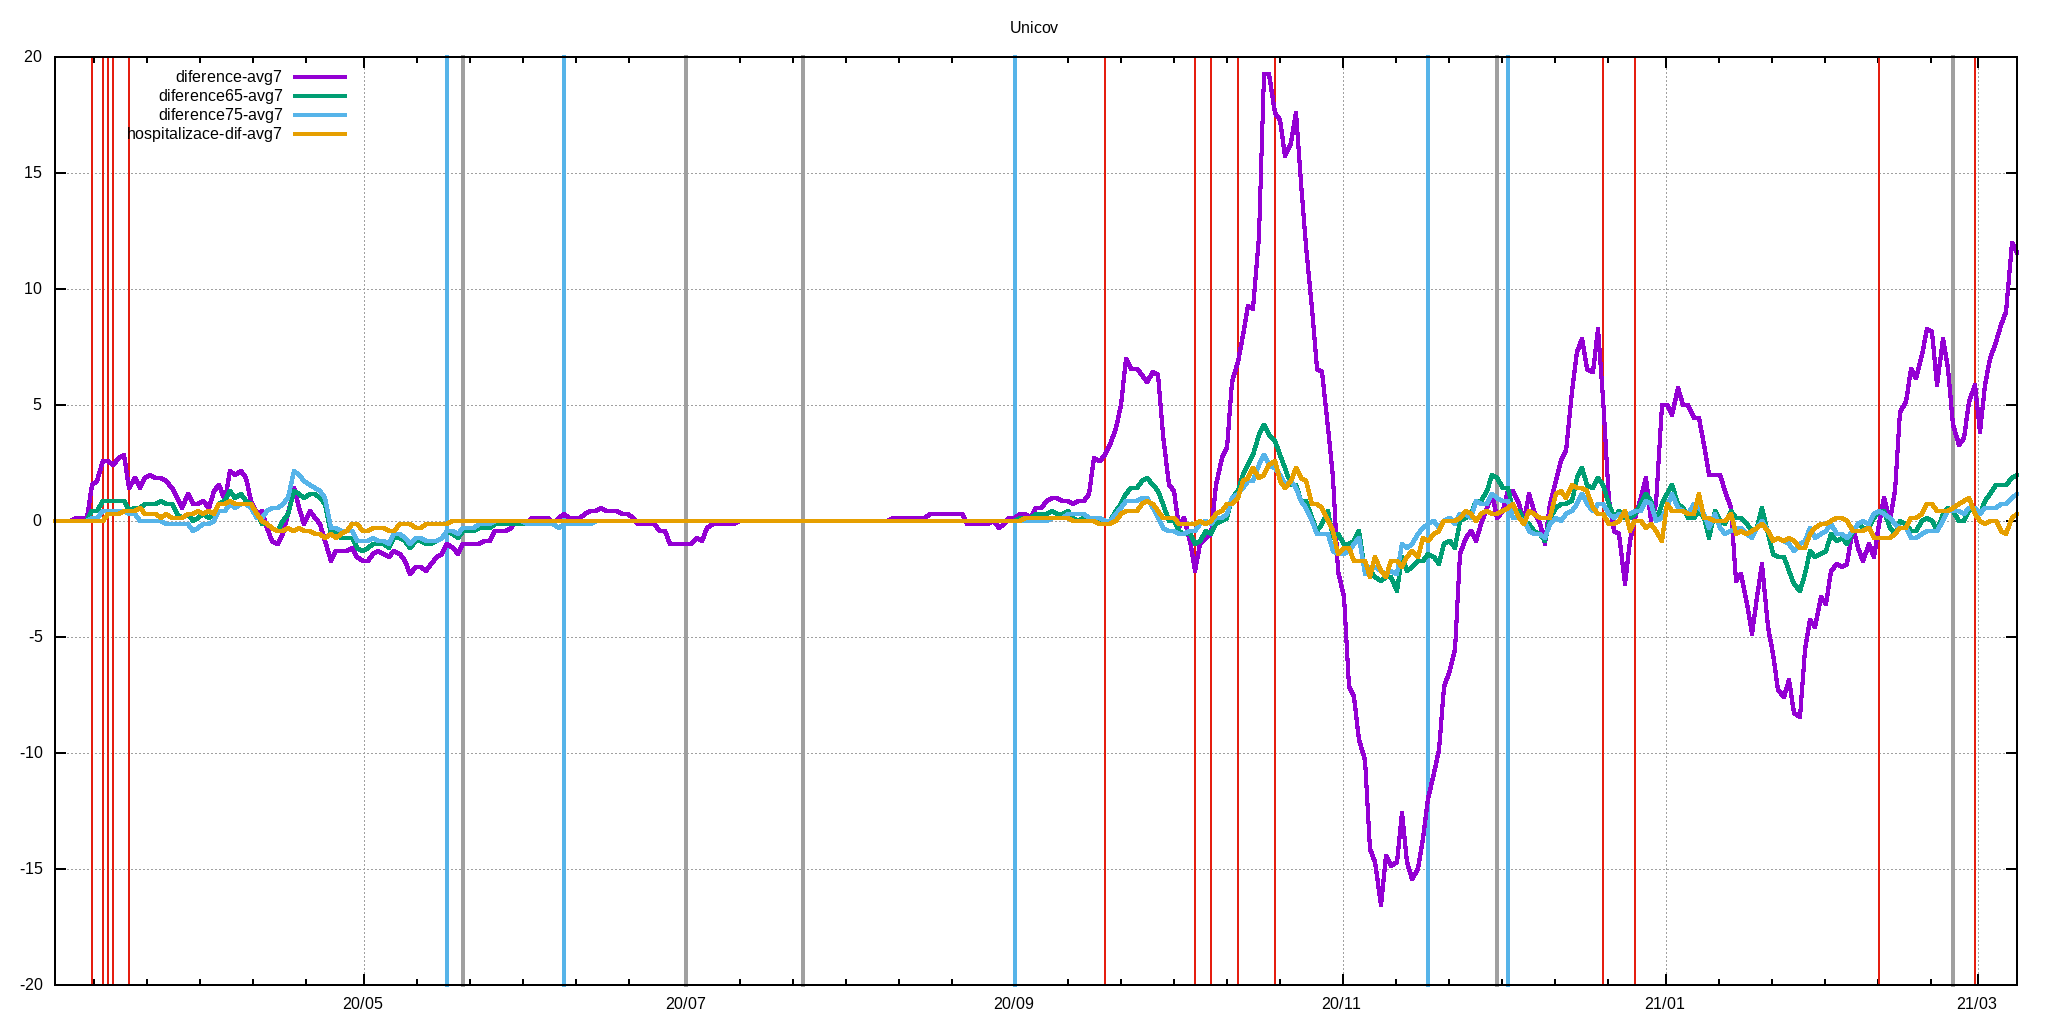 Unicov
20
15
10
5
0
-5
-10
-15
-20
diference-avg7
diference65-avg7
diference75-avg7
hospitalizace-dif-avg7
20/05 20/07 20/09 20/11 21/01 21/03